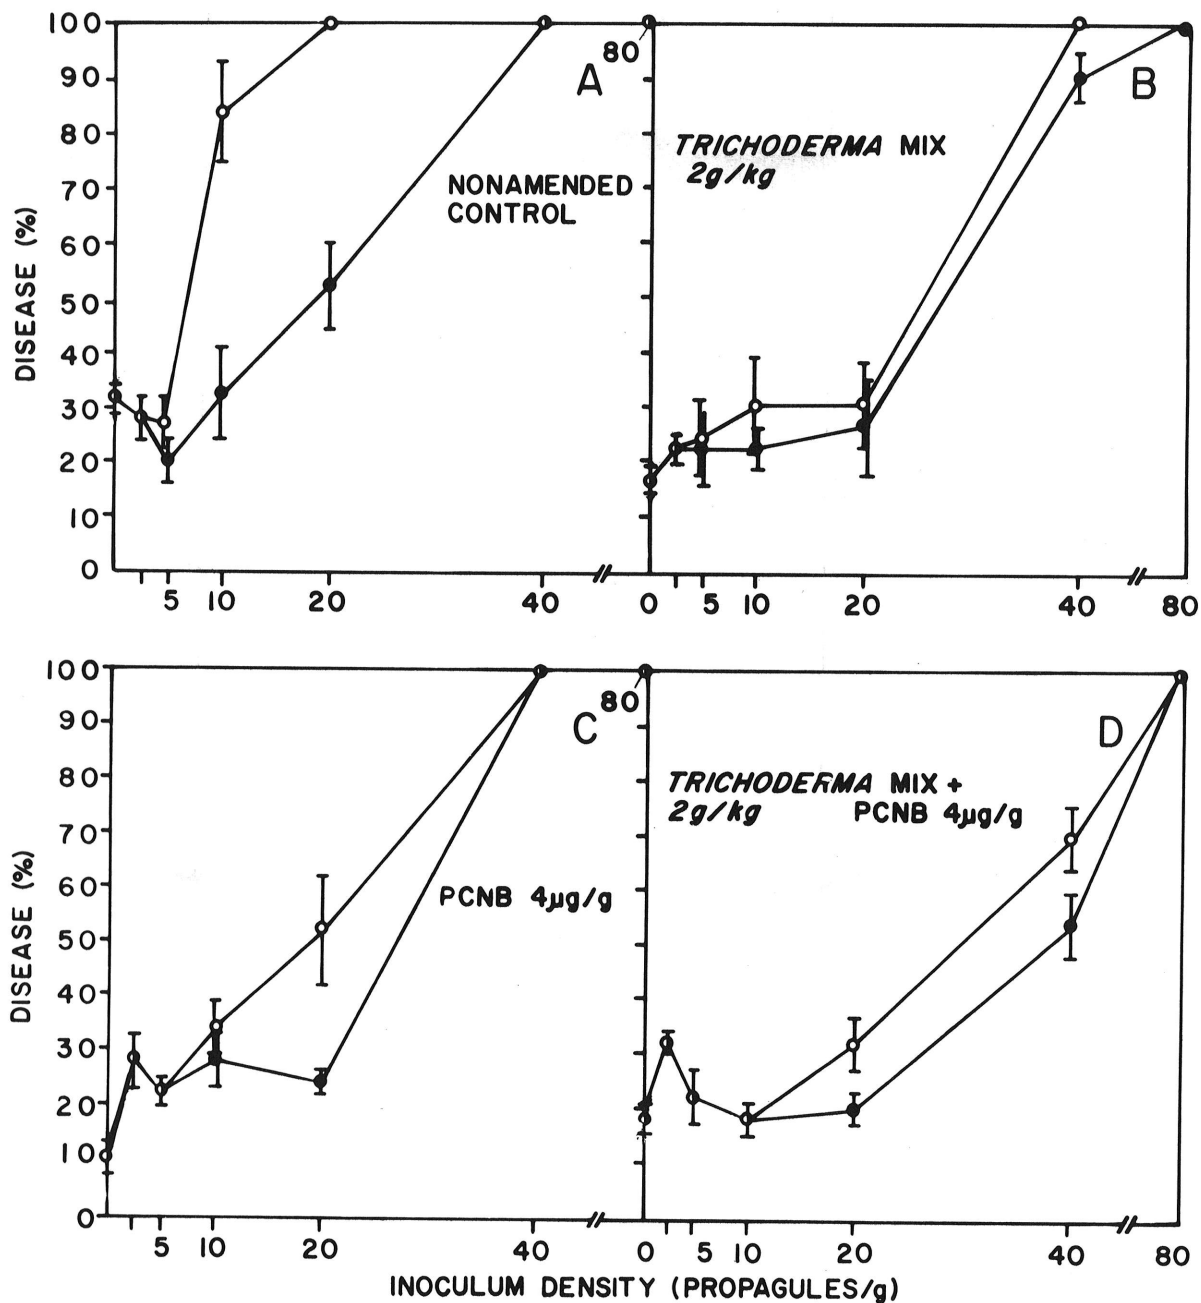 100
90
80
70
60
50
40
30
20
10
0
DISEASE (%)
A
NONAMENDED
CONTROL
5 10 20 40
80
B
TRICHODERMA MIX
2g/kg
0 5 10 20 40 80
100
90
80
70
60
50
40
30
20
10
0
DISEASE (%)
C
PCNB 4µg/g
5 10 20 40
80
D
TRICHODERMA MIX +
2g/kg PCNB 4µg/g
0 5 10 20 40 80
INOCULUM DENSITY (PROPAGULES/g)